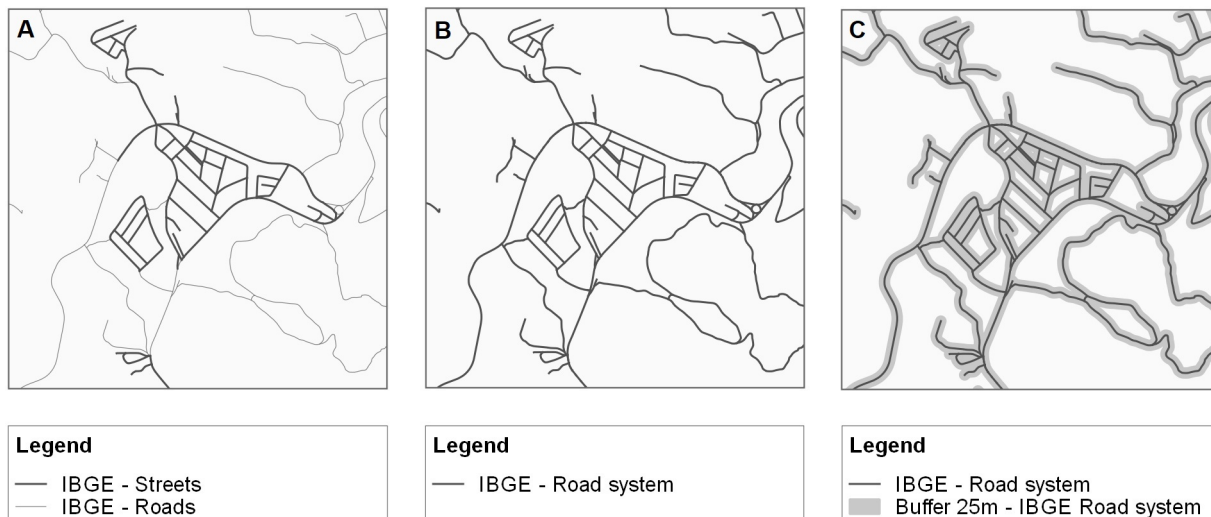 A
B
C
Legend
IBGE - Streets
IBGE - Roads
Legend
IBGE - Road system
Legend
IBGE - Road system
Buffer 25m - IBGE Road system